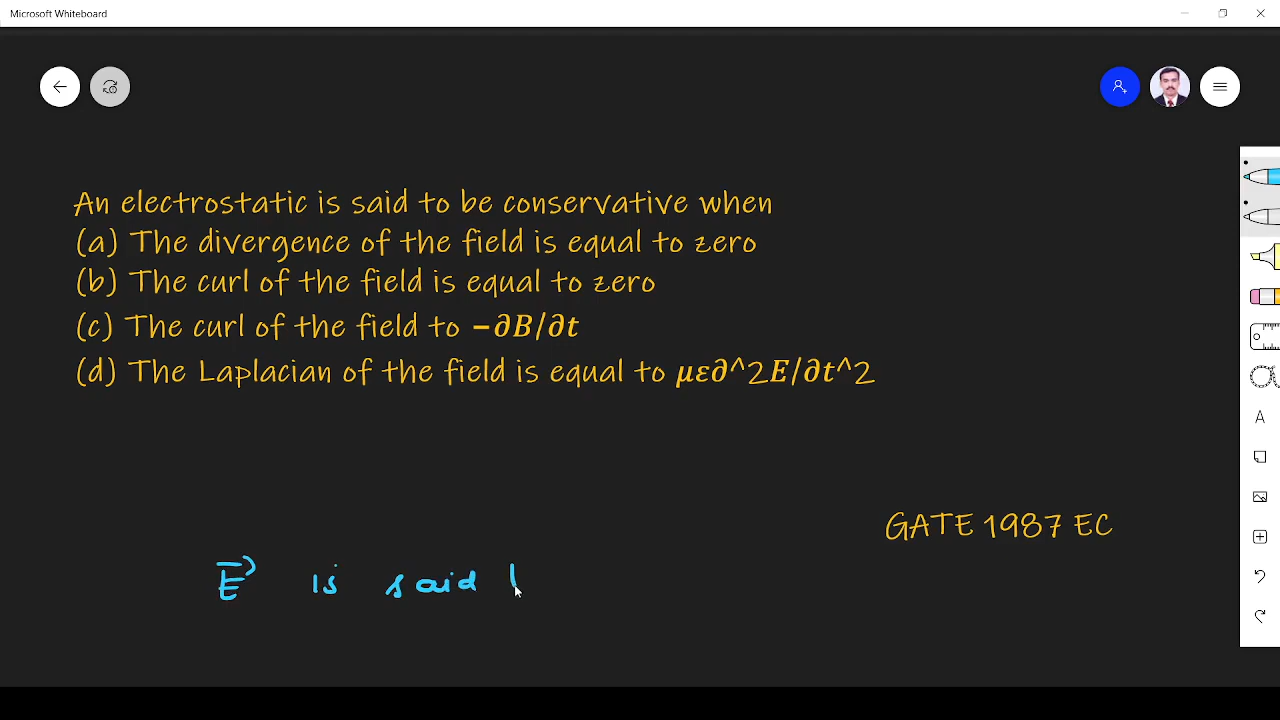 Microsoft Whiteboard
An electrostatic is said to be conservative when
(a) The divergence of the field is equal to zero
(b) The curl of the field is equal to zero
(c) The curl of the field to −∂B/∂t
(d) The Laplacian of the field is equal to με∂^2E/∂t^2
GATE 1987 EC
E⃗ is said
A